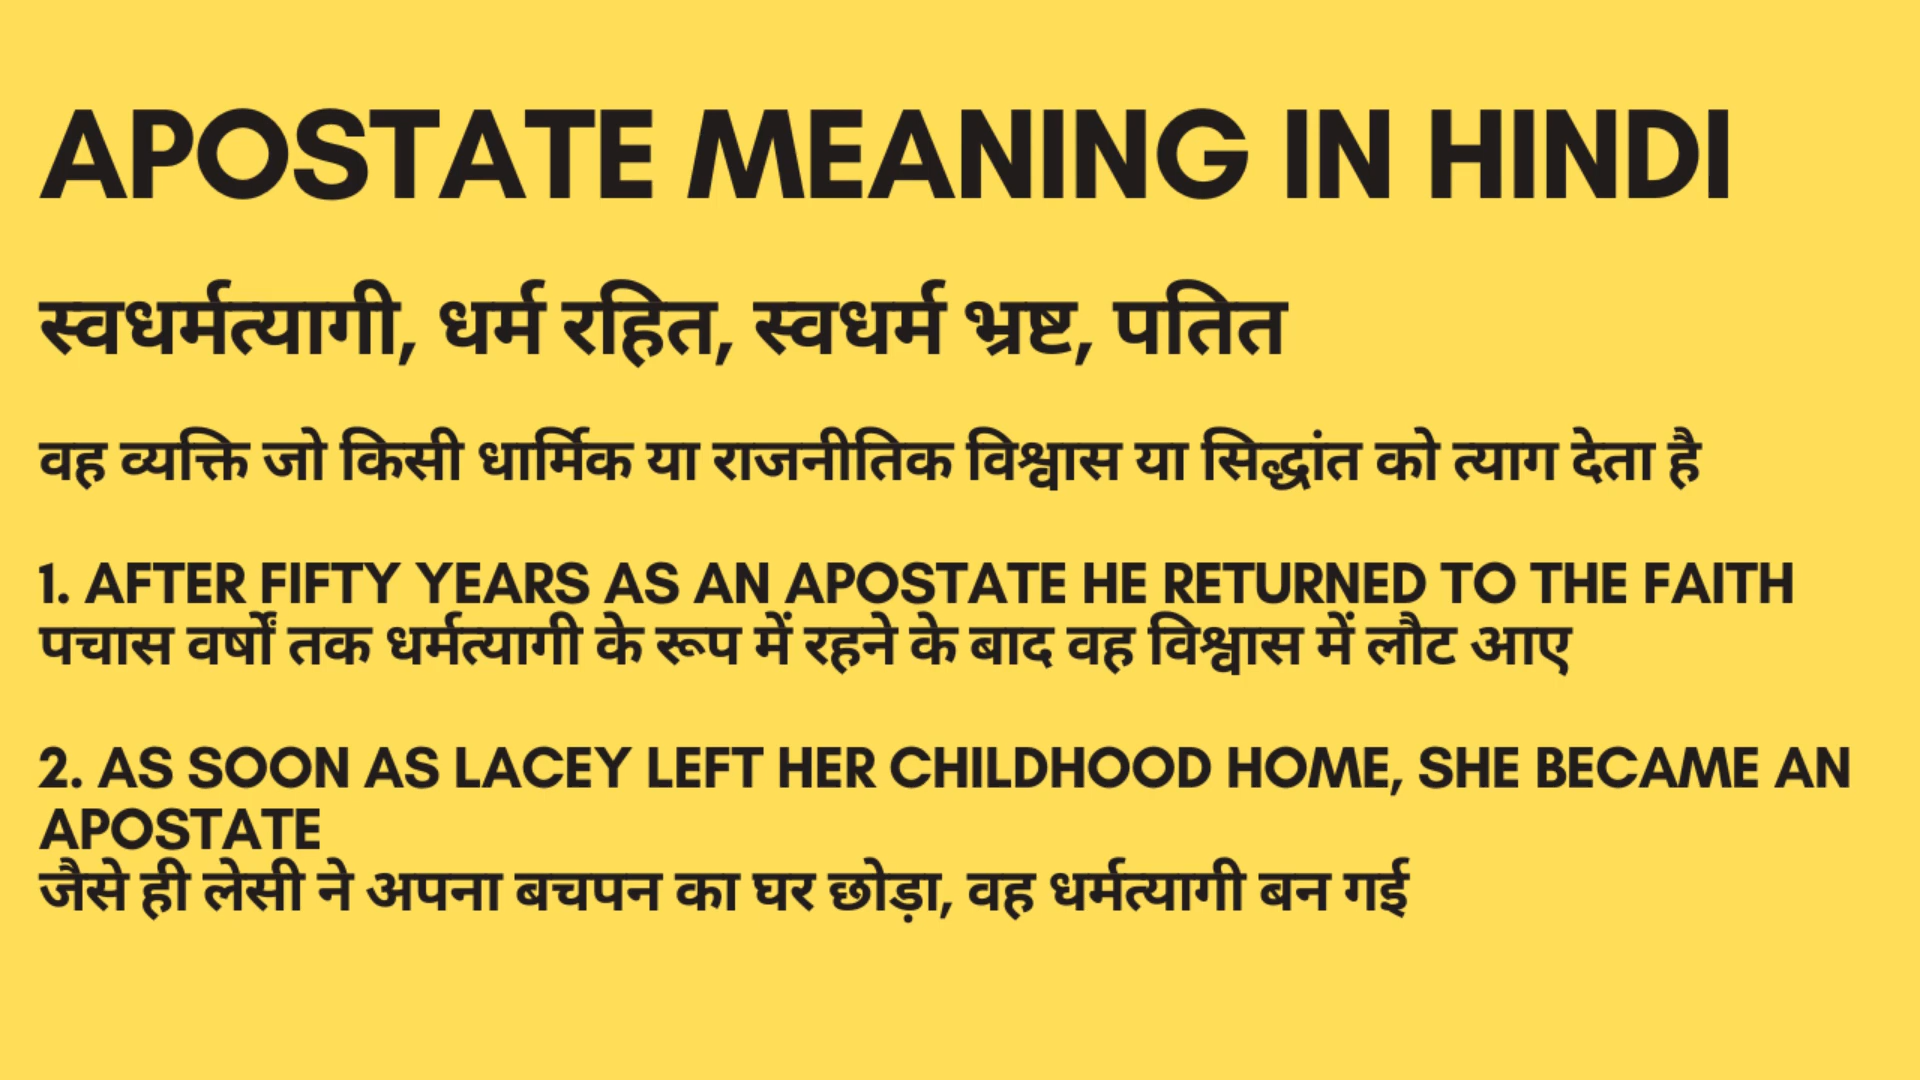 APOSTATE MEANING IN HINDI
स्वधर्मत्यागी, धर्म रहित, स्वधर्म भ्रष्ट, पतित
वह व्यक्ति जो किसी धार्मिक या राजनीतिक विश्वास या सिद्धांत को त्याग देता है
1. AFTER FIFTY YEARS AS AN APOSTATE HE RETURNED TO THE FAITH
पचास वर्षों तक धर्मत्यागी के रूप में रहने के बाद वह विश्वास में लौट आए
2. AS SOON AS LACEY LEFT HER CHILDHOOD HOME, SHE BECAME AN
APOSTATE
जैसे ही लेसी ने अपना बचपन का घर छोड़ा, वह धर्मत्यागी बन गई